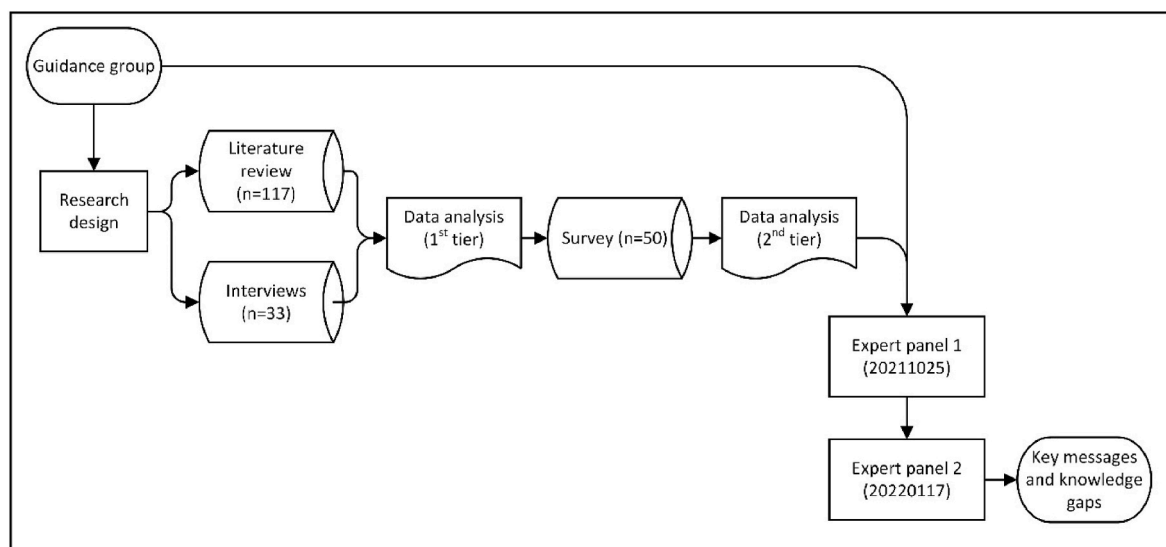 Guidance group
Research
design
Literature
review
(n=117)
Interviews
(n=33)
Data analysis
(1st tier)
Survey (n=50)
Data analysis
(2nd tier)
Expert panel 1
(20211025)
Expert panel 2
(20220117)
Key messages
and knowledge
gaps